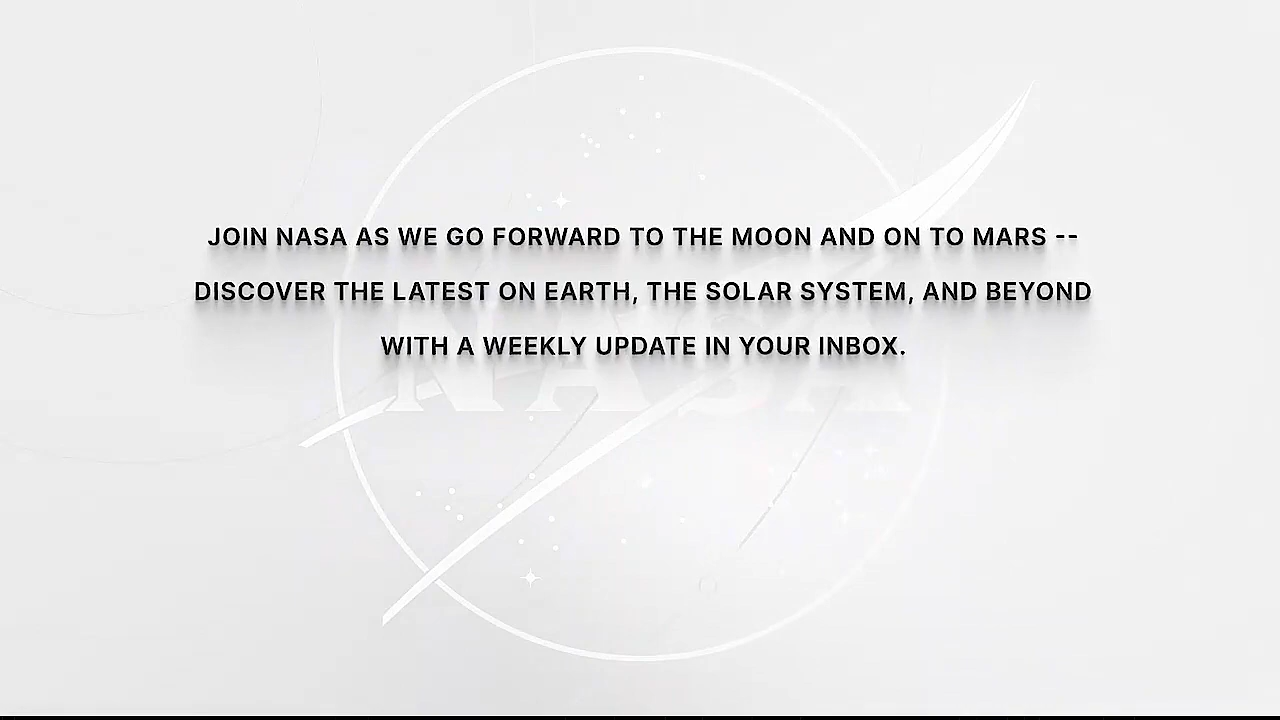 JOIN NASA AS WE GO FORWARD TO THE MOON AND ON TO MARS --
DISCOVER THE LATEST ON EARTH, THE SOLAR SYSTEM, AND BEYOND
WITH A WEEKLY UPDATE IN YOUR INBOX.
NASA